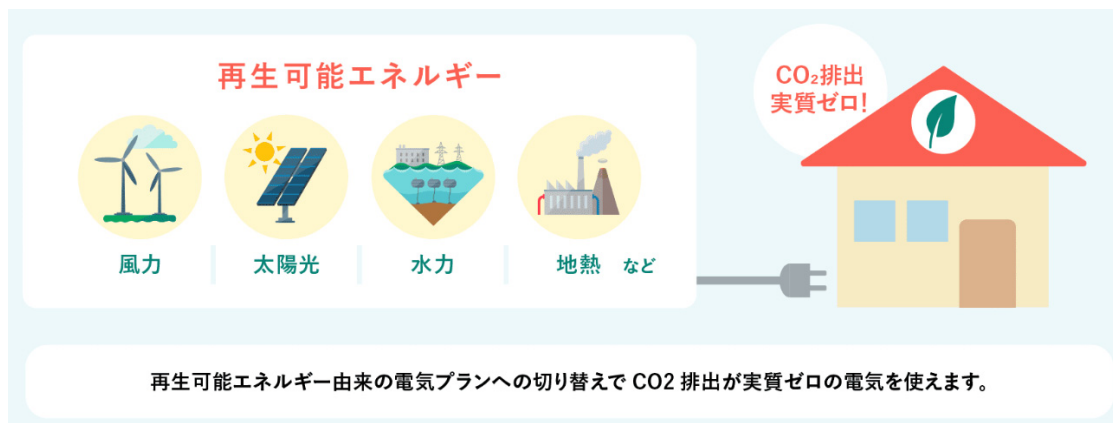 再生可能エネルギー
風力
太陽光
水力
地熱 など
CO₂排出
実質ゼロ!
再生可能エネルギー由来の電気プランへの切り替えで CO2 排出が実質ゼロの電気を使えます。